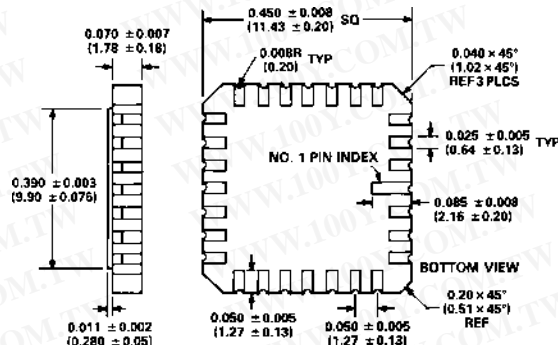 0.070 ±0.007
(1.78 ± 0.18)
0.450 ±0.008 SQ
(11.43 ± 0.20)
0.008R TYP
(0.20)
0.040 × 45°
(1.02 × 45°)
REF 3 PLCS
0.025 ±0.005 TYP
(0.64 ± 0.13)
NO. 1 PIN INDEX
0.390 ±0.003
(9.90 ±0.076)
0.085 ±0.008
(2.16 ±0.20)
BOTTOM VIEW
0.20 × 45°
(0.51 × 45°)
REF
0.011 ±0.002
(0.280 ±0.05)
0.050 ±0.005
(1.27 ± 0.13)
0.050 ±0.005
(1.27 ± 0.13)
WWW.100Y.COM.TW